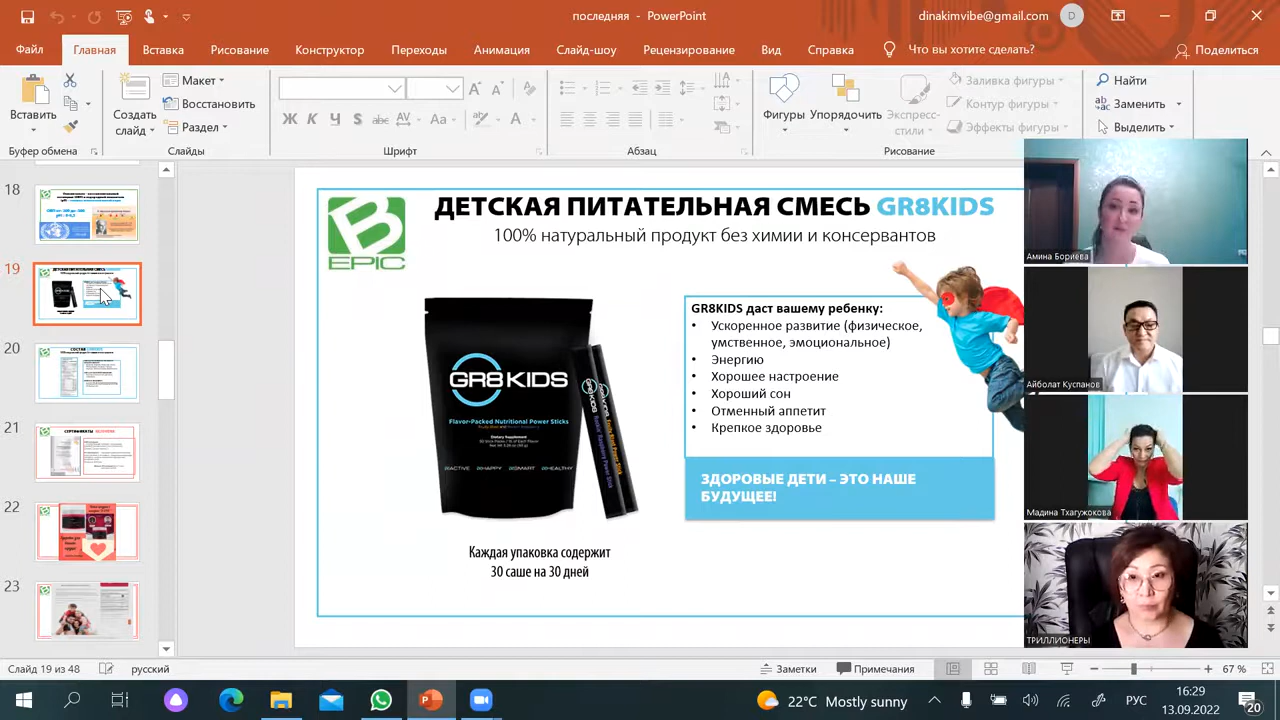 последняя - PowerPoint
dinakimvibe@gmail.com
Файл
Главная
Вставка
Рисование
Конструктор
Переходы
Анимация
Слайд-шоу
Рецензирование
Вид
Справка
Что вы хотите сделать?
Поделиться
Вставить
Создать слайд
Макет
Восстановить
Раздел
Ж К Ч S abc AV Aa А
Фигуры
Упорядочить
Экспресс-стили
Заливка фигуры
Контур фигуры
Эффекты фигуры
Найти
Заменить
Выделить
Буфер обмена
Слайды
Шрифт
Абзац
Рисование
18
19
20
21
22
23
EPIC
ДЕТСКАЯ ПИТАТЕЛЬНАЯ СМЕСЬ GR8KIDS
100% натуральный продукт без химии и консервантов
GR8KIDS
Flavor-Packed Nutritional Power Sticks
Dietary Supplement
GR8KIDS даст вашему ребенку:
• Ускоренное развитие (физическое,
• Энергию
• Хорошее настроение
• Хороший сон
• Отменный аппетит
• Крепкое здоровье
ЗДОРОВЫЕ ДЕТИ – ЭТО НАШЕ
БУДУЩЕЕ!
Каждая упаковка содержит
30 саше на 30 дней
Амина Бориева
Айболат Куспанов
Мадина Тхагужокова
ТРИЛЛИОНЕРЫ
Слайд 19 из 48
русский
Заметки
Примечания
67 %
22°C Mostly sunny
РУС
16:29
13.09.2022
20